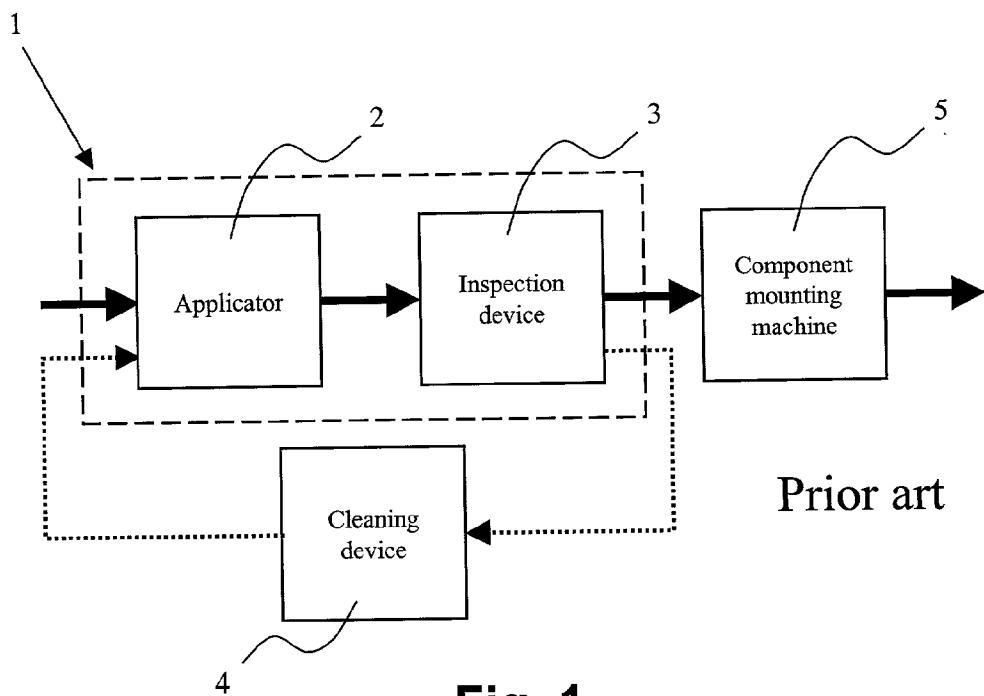 1
2
3
5
Applicator
Inspection
device
Component
mounting
machine
Cleaning
device
Prior art
4
Fig. 1